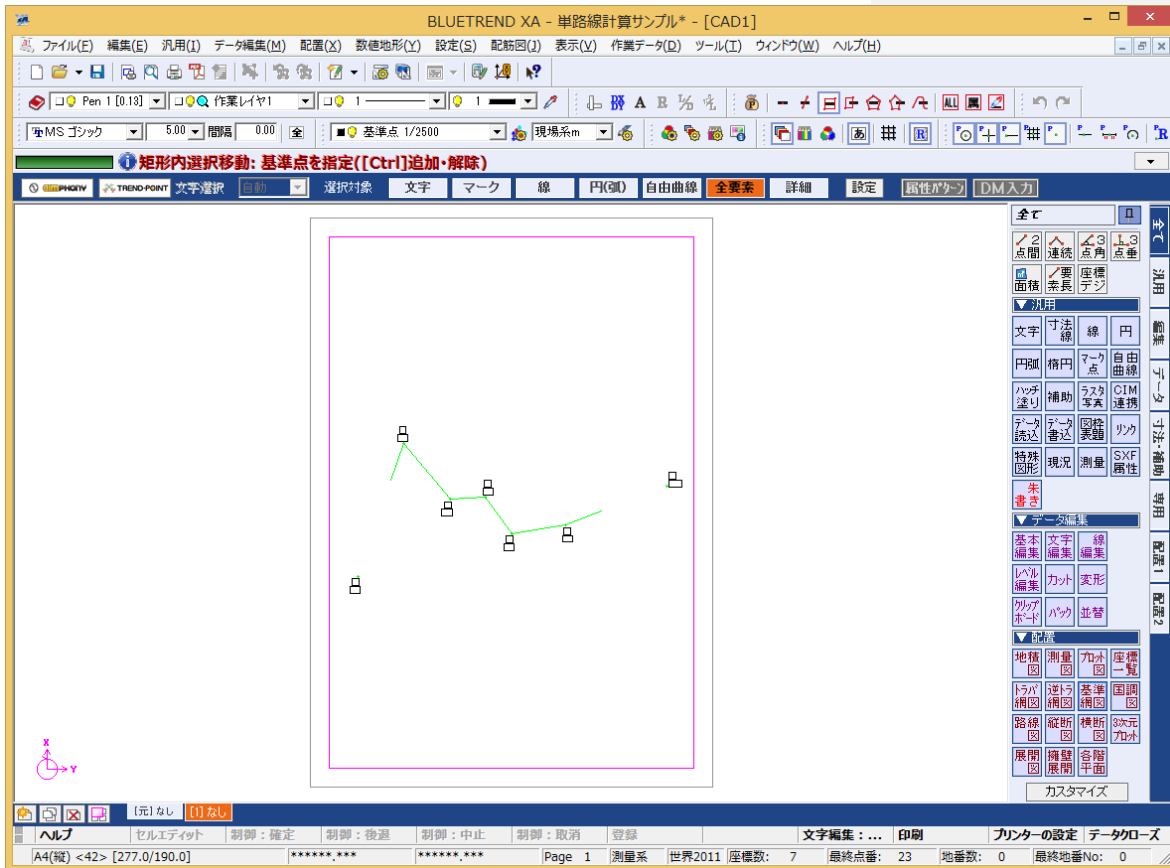 BLUETREND XA - 単路線計算サンプル* - [CAD1]
ファイル(F) 編集(E) 汎用(I) データ編集(M) 配置(X) 数値地形(Y) 設定(S) 配筋図(J) 表示(V) 作業データ(D) ツール(T) ウィンドウ(W) ヘルプ(H)
Pen 1 [0.13] 作業レイヤ1 1 1 A R ALL
MS ゴシック 5.00 間隔 0.00 全 基準点 1/2500 現場系m あ R
矩形内選択移動: 基準点を指定([Ctrl]追加・解除)
TREND-POINT 文字選択 自動 選択対象 文字 マーク 線 円(弧) 自由曲線 全要素 詳細 設定 属性パターン DM入力
全て
2点間 連続 3点角 3点垂
面積 要素長 座標デジ
▼ 汎用
文字 寸法線 線 円
円弧 楕円 マーク点 自由曲線
ハッチ塗り 補助 ラスタ写真 CIM連携
データ読込 データ書込 図枠表題 リンク
特殊図形 現況 測量 SXF属性
朱書き
▼ データ編集
基本編集 文字編集 線編集
レベル編集 カット 変形
クリップボード パック 並替
▼ 配置
地積図 測量図 プロット図 座標一覧
トラバ網図 逆トラ網図 基準網図 国調図
路線図 縦断図 横断図 3次元プロット
展開図 擁壁展開 各階平面
カスタマイズ
全て
汎用
編集
データ
寸法・補助
専用
配置1
配置2
X
Y
[元]なし [1]なし
ヘルプ セルエディット 制御:確定 制御:後退 制御:中止 制御:取消 登録 文字編集:... 印刷 プリンターの設定 データクローズ
A4(縦) <42> [277.0/190.0] ******.*** ******.*** Page 1 測量系 世界2011 座標数: 7 最終点番: 23 地番数: 0 最終地番No: 0